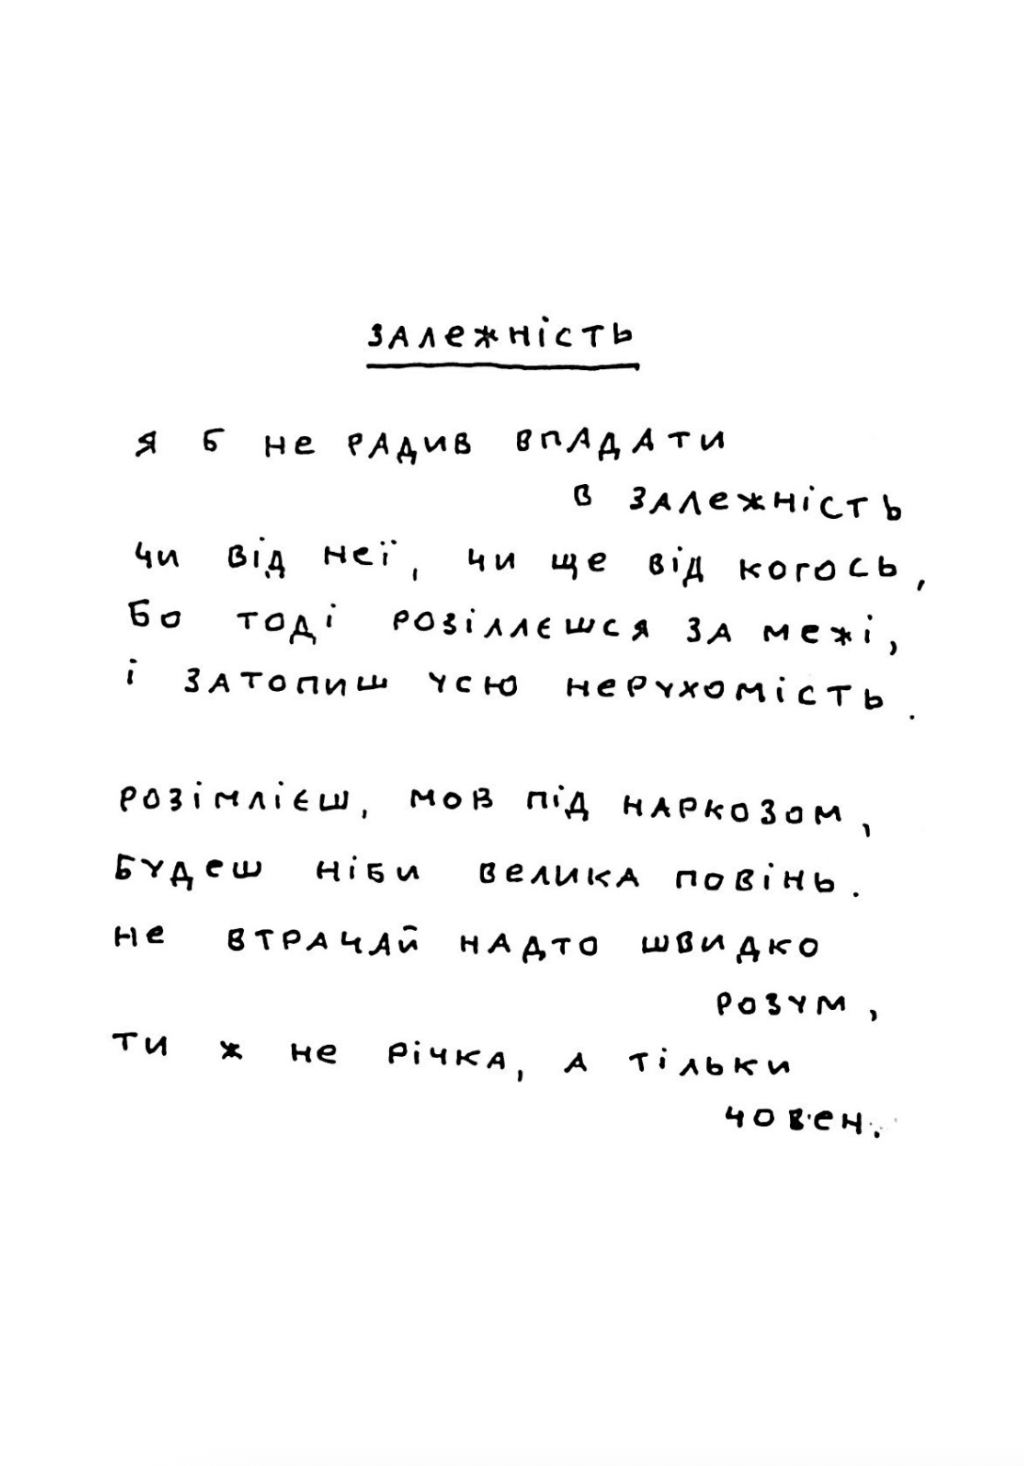 залежність
я б не радив впадати
в залежність
чи від неї, чи ще від когось,
бо тоді розіллєшся за межі,
і затопиш усю нерухомість.
розімлієш, мов під наркозом,
будеш ніби велика повінь.
не втрачай надто швидко
розум,
ти ж не річка, а тільки
човен.